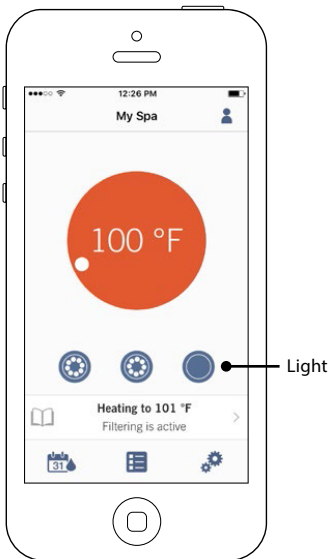 12:26 PM
My Spa
100 °F
Light
Heating to 101 °F
Filtering is active
31